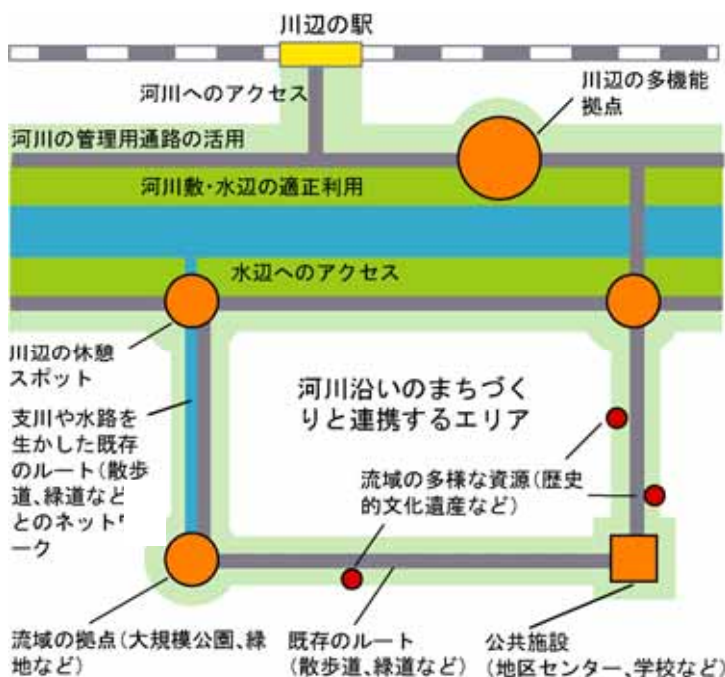 川辺の駅
河川へのアクセス
川辺の多機能
拠点
河川の管理用通路の活用
河川敷・水辺の適正利用
水辺へのアクセス
川辺の休憩
スポット
河川沿いのまちづく
りと連携するエリア
支川や水路を
生かした既存
のルート(散歩
道、緑道など
とのネット
ーク
流域の多様な資源(歴史
的文化遺産など)
流域の拠点(大規模公園、緑
地など)
既存のルート
(散歩道、緑道など)
公共施設
(地区センター、学校など)